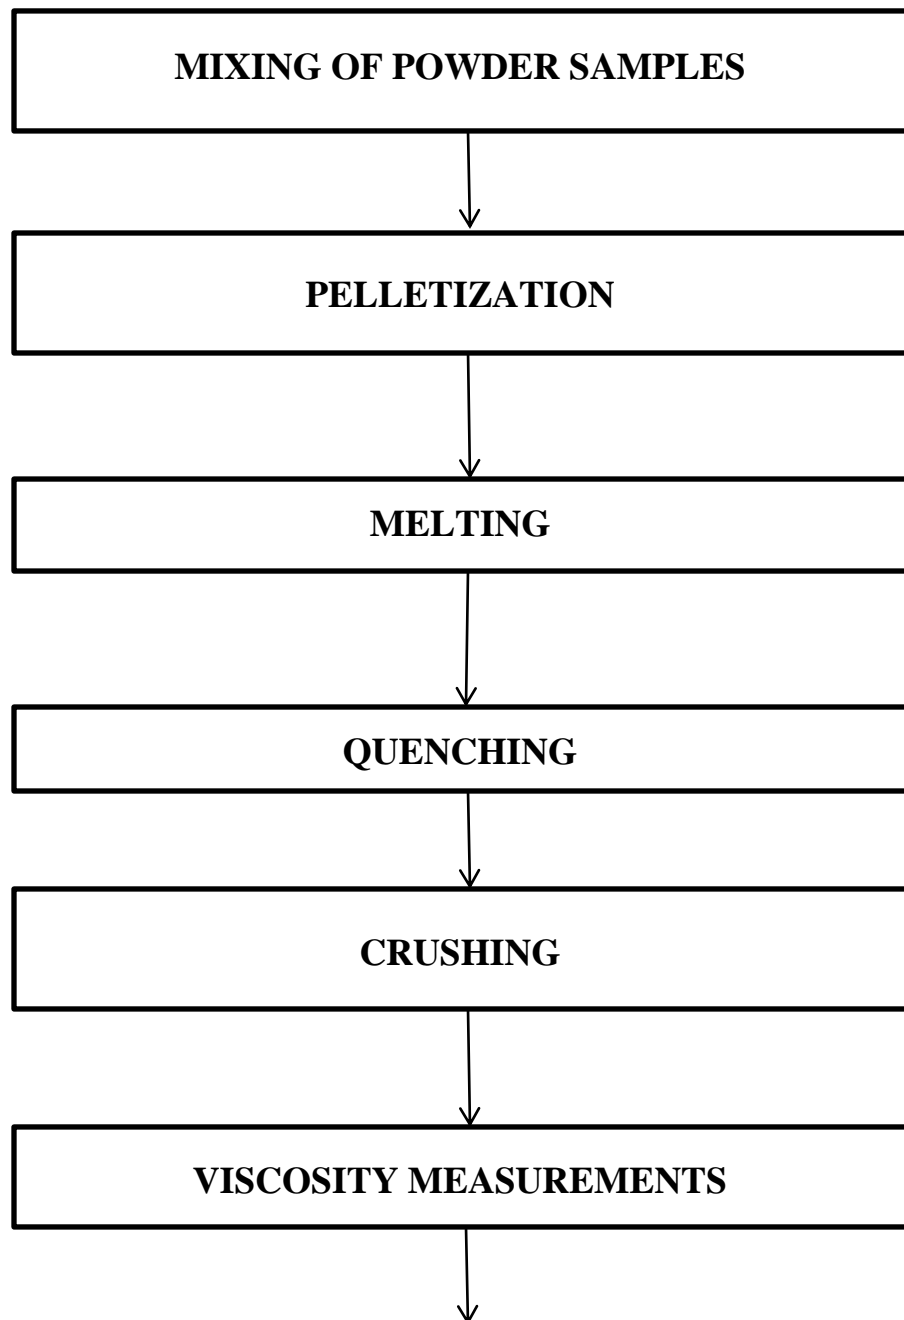 MIXING OF POWDER SAMPLES
PELLETIZATION
MELTING
QUENCHING
CRUSHING
VISCOSITY MEASUREMENTS